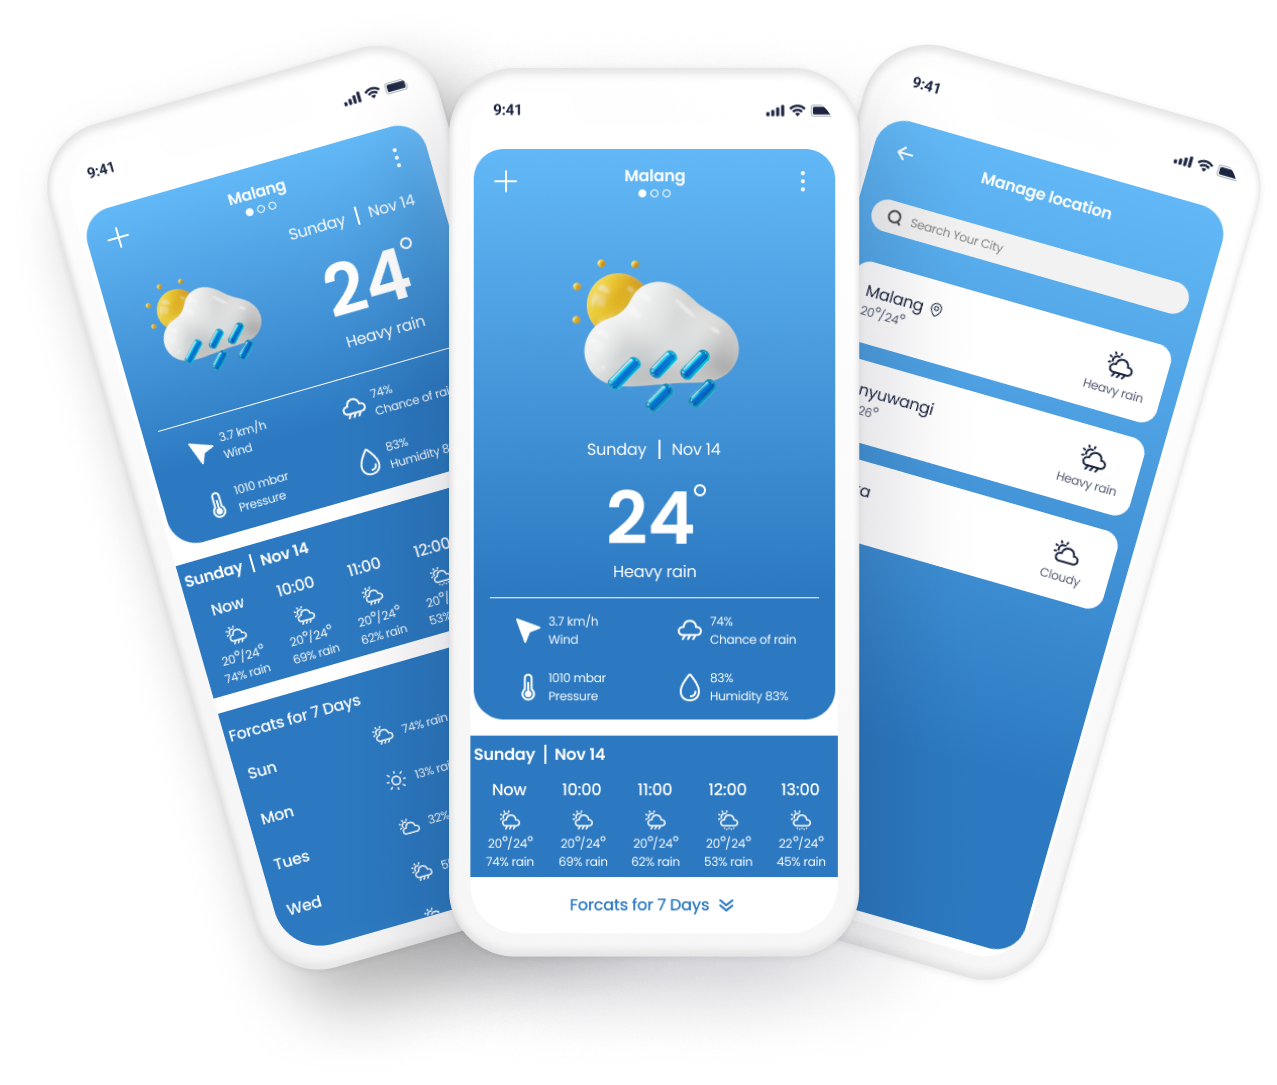 9:41
Malang
Sunday | Nov 14
24°
Heavy rain
3.7 km/h
Wind
74%
Chance of
1010 mbar
Pressure
83%
Humidity
Sunday | Nov 14
Now 10:00 11:00 12:00
20°/24° 20°/24° 20°/24°
74% rain 69% rain 62% rain 53%
Forcats for 7 Days
Sun 74% rain
Mon 13%
Tues 32%
Wed
9:41
Malang
Sunday | Nov 14
24°
Heavy rain
3.7 km/h
Wind
74%
Chance of rain
1010 mbar
Pressure
83%
Humidity 83%
Sunday | Nov 14
Now 10:00 11:00 12:00 13:00
20°/24° 20°/24° 20°/24° 20°/24° 22°/24°
74% rain 69% rain 62% rain 53% rain 45% rain
Forcats for 7 Days
9:41
Manage location
Search Your City
Malang
20°/24°
Heavy rain
nyuwangi
26°
Heavy rain
ta
Cloudy